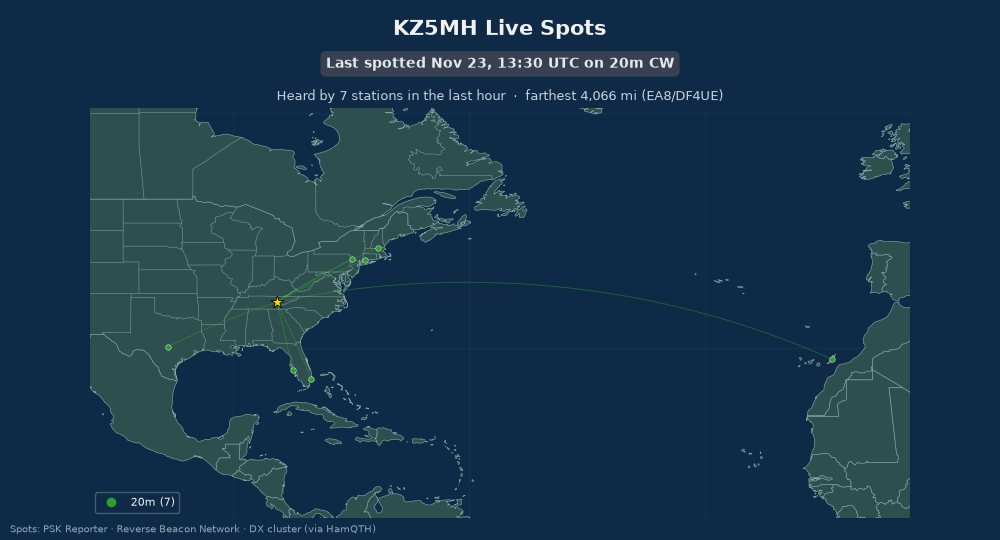 KZ5MH Live Spots
Last spotted Nov 23, 13:30 UTC on 20m CW
Heard by 7 stations in the last hour · farthest 4,066 mi (EA8/DF4UE)
20m (7)
Spots: PSK Reporter · Reverse Beacon Network · DX cluster (via HamQTH)